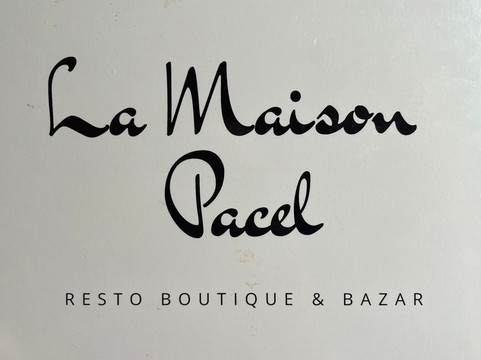 La Maison
Pacel
RESTO BOUTIQUE & BAZAR